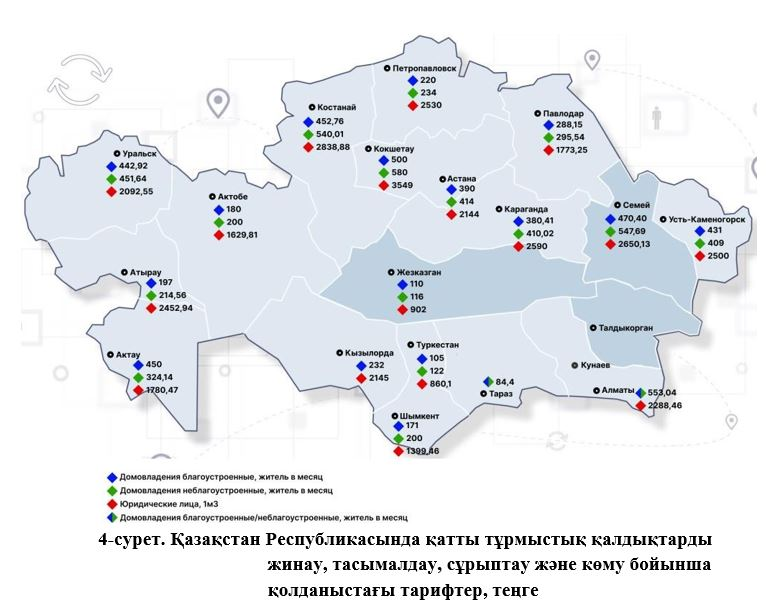 Петропавловск
220
234
2530
Костанай
452,76
540,01
2838,88
Павлодар
288,15
295,54
1773,25
Кокшетау
500
580
3549
Уральск
442,92
451,64
2092,55
Астана
390
414
2144
Актобе
180
200
1629,81
Караганда
380,41
410,02
2590
Семей
470,40
547,69
2650,13
Усть-Каменогорск
431
409
2500
Атырау
197
214,56
2452,94
Жезказган
110
116
902
Талдыкорган
Актау
450
324,14
1780,47
Кызылорда
232
2145
Туркестан
105
122
860,1
Кунаев
84,4
Тараз
Алматы
553,04
2288,46
Шымкент
171
200
1399,46
Домовладения благоустроенные, житель в месяц
Домовладения неблагоустроенные, житель в месяц
Юридические лица, 1м3
Домовладения благоустроенные/неблагоустроенные, житель в месяц
4-сурет. Қазақстан Республикасында қатты тұрмыстық қалдықтарды
жинау, тасымалдау, сұрыптау және көму бойынша
қолданыстағы тарифтер, теңге